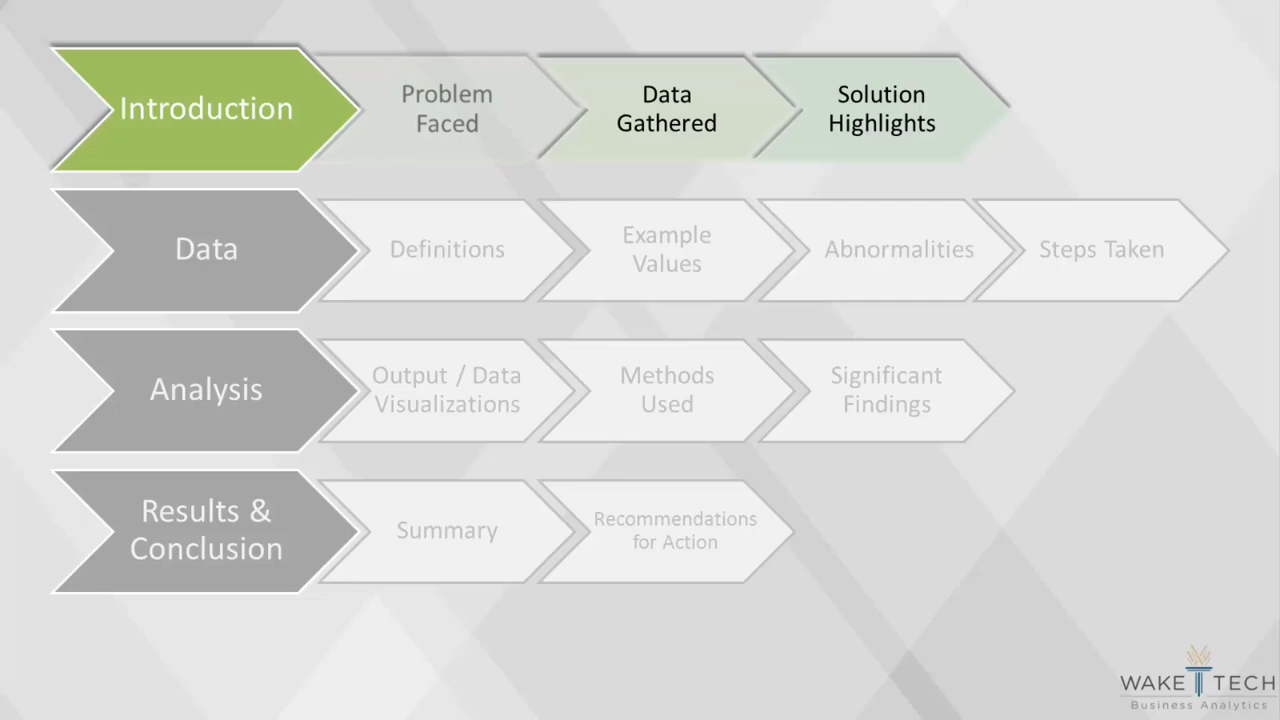 Introduction
Problem
Faced
Data
Gathered
Solution
Highlights
Data
Definitions
Example
Values
Abnormalities
Steps Taken
Analysis
Output / Data
Visualizations
Methods
Used
Significant
Findings
Results &
Conclusion
Summary
Recommendations
for Action
WAKE TECH
Business Analytics